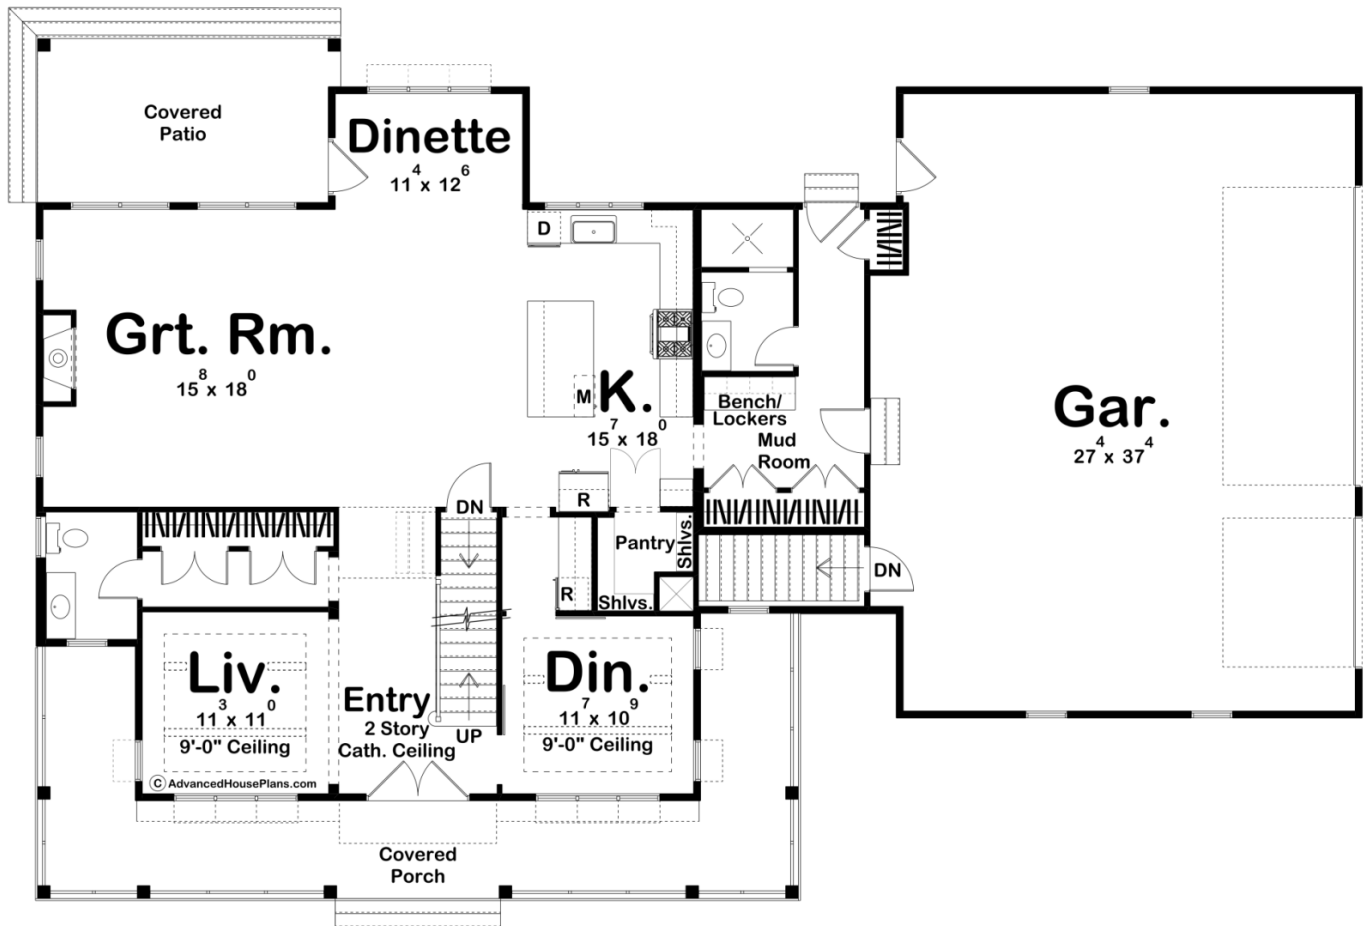 Covered
Patio
Dinette
11⁴ x 12⁶
D
Grt. Rm.
15⁸ x 18⁰
M
K.
15⁷ x 18⁰
Bench/
Lockers
Mud
Room
Gar.
27⁴ x 37⁴
DN
R
Pantry
Shlvs.
DN
R
Shlvs.
Liv.
11³ x 11⁰
9'-0" Ceiling
Entry
2 Story
Cath. Ceiling
UP
Din.
11⁷ x 10⁹
9'-0" Ceiling
© AdvancedHousePlans.com
Covered
Porch